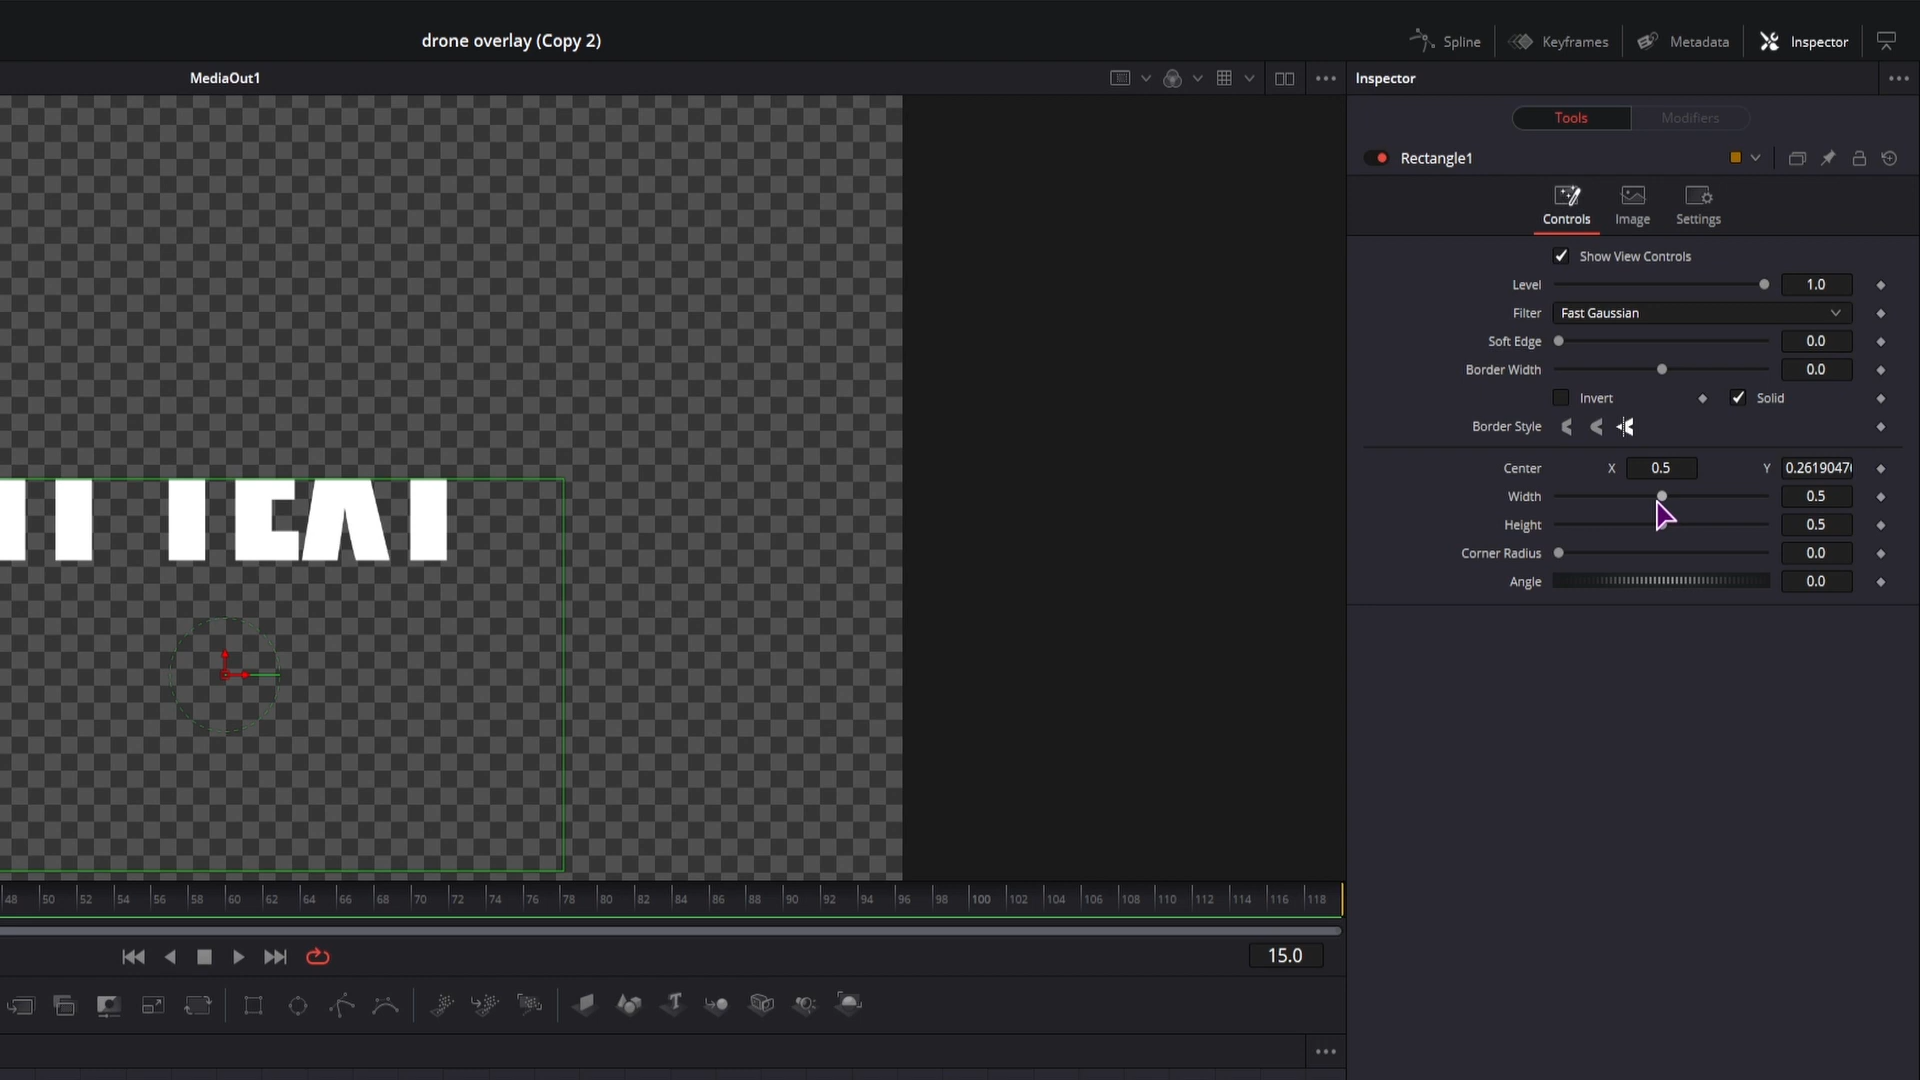 drone overlay (Copy 2)
Spline
Keyframes
Metadata
Inspector
MediaOut1
Inspector
Tools
Modifiers
Rectangle1
Controls
Image
Settings
Show View Controls
Level 1.0
Filter Fast Gaussian
Soft Edge 0.0
Border Width 0.0
Invert Solid
Border Style
Center X 0.5 Y 0.2619047
Width 0.5
Height 0.5
Corner Radius 0.0
Angle 0.0
48 50 52 54 56 58 60 62 64 66 68 70 72 74 76 78 80 82 84 86 88 90 92 94 96 98 100 102 104 106 108 110 112 114 116 118
15.0